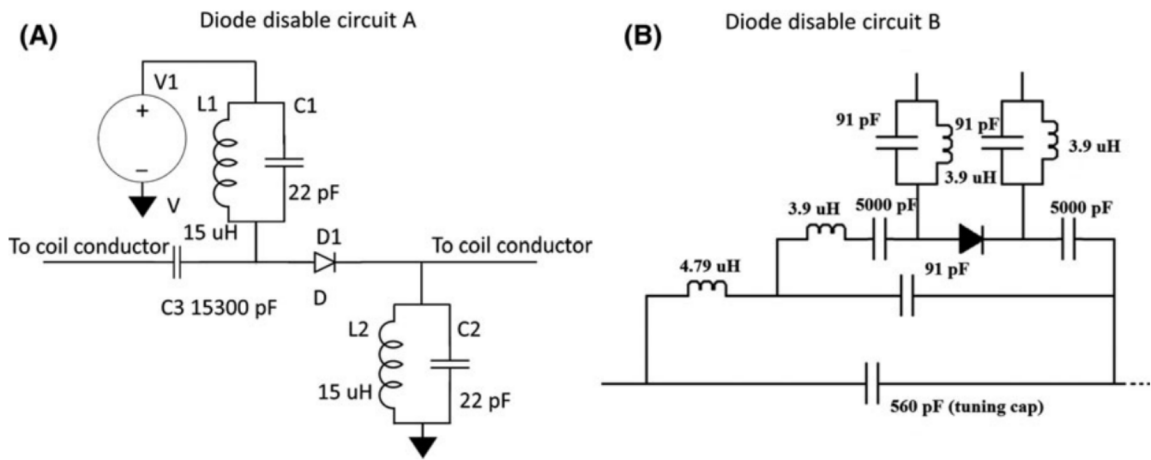 Diode disable circuit A
(A)
V1
L1
C1
22 pF
V
15 uH
To coil conductor
D1
To coil conductor
C3 15300 pF
D
L2
C2
15 uH
22 pF
Diode disable circuit B
(B)
91 pF
91 pF
3.9 uH
3.9 uH
3.9 uH
5000 pF
5000 pF
4.79 uH
91 pF
560 pF (tuning cap)